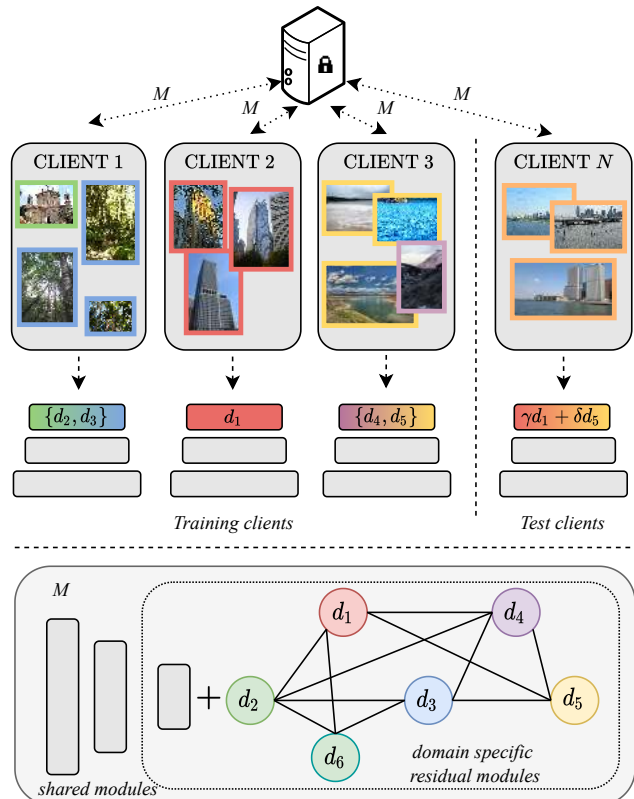 M
M
M
M
CLIENT 1
CLIENT 2
CLIENT 3
CLIENT N
{d₂, d₃}
d₁
{d₄, d₅}
γd₁ + δd₅
Training clients
Test clients
M
d₁
d₄
+
d₂
d₃
d₅
d₆
domain specific
residual modules
shared modules